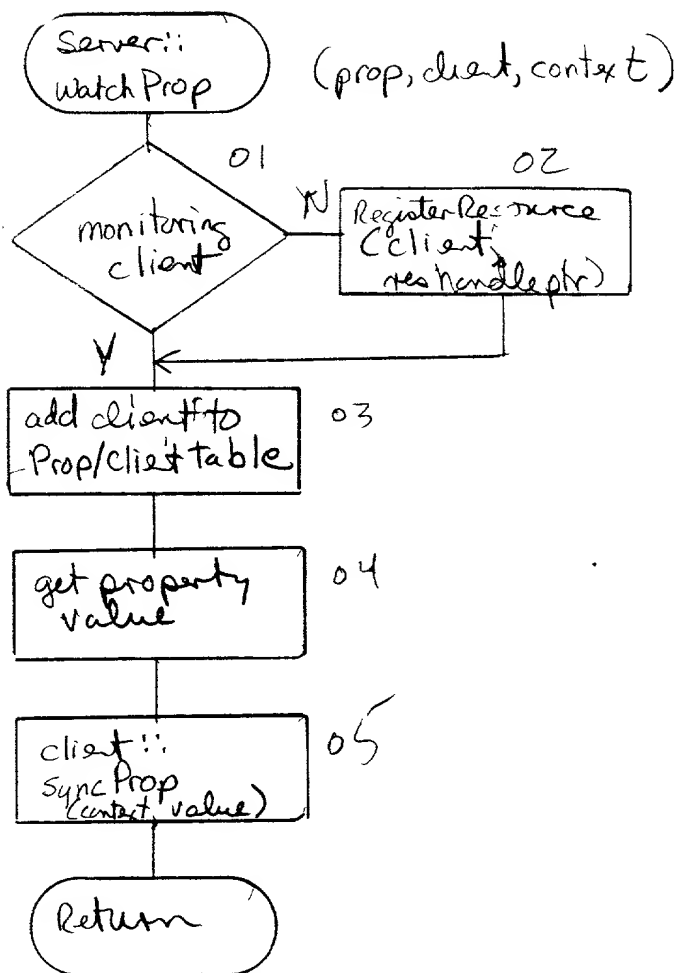 Server::
WatchProp
(prop, client, context)
01
monitoring
client
N
02
RegisterResource
(client,
reshandleptr)
Y
add client to
Prop/Client table
03
get property
value
04
client::
SyncProp
(context, value)
05
Return